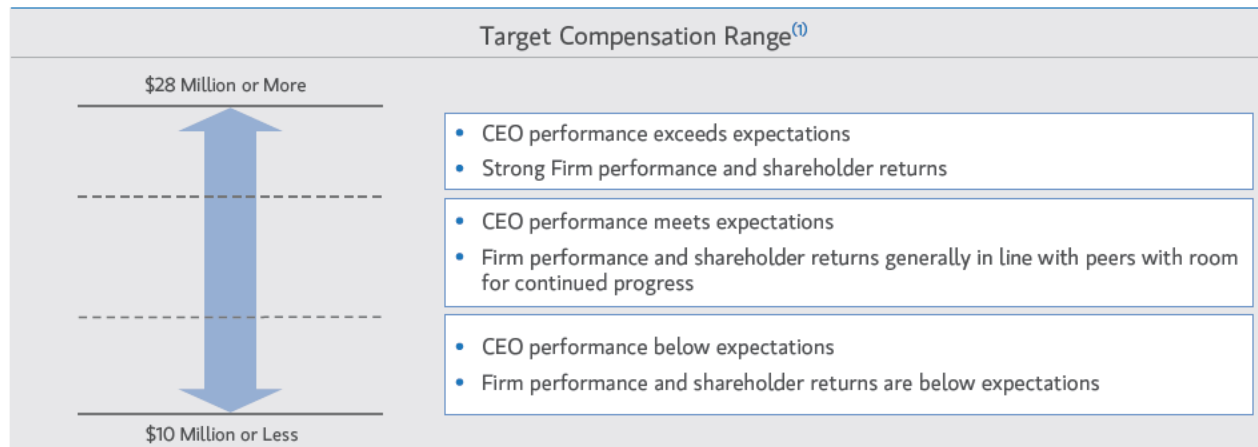 Target Compensation Range(1)
$28 Million or More
• CEO performance exceeds expectations
• Strong Firm performance and shareholder returns
• CEO performance meets expectations
• Firm performance and shareholder returns generally in line with peers with room
for continued progress
• CEO performance below expectations
• Firm performance and shareholder returns are below expectations
$10 Million or Less